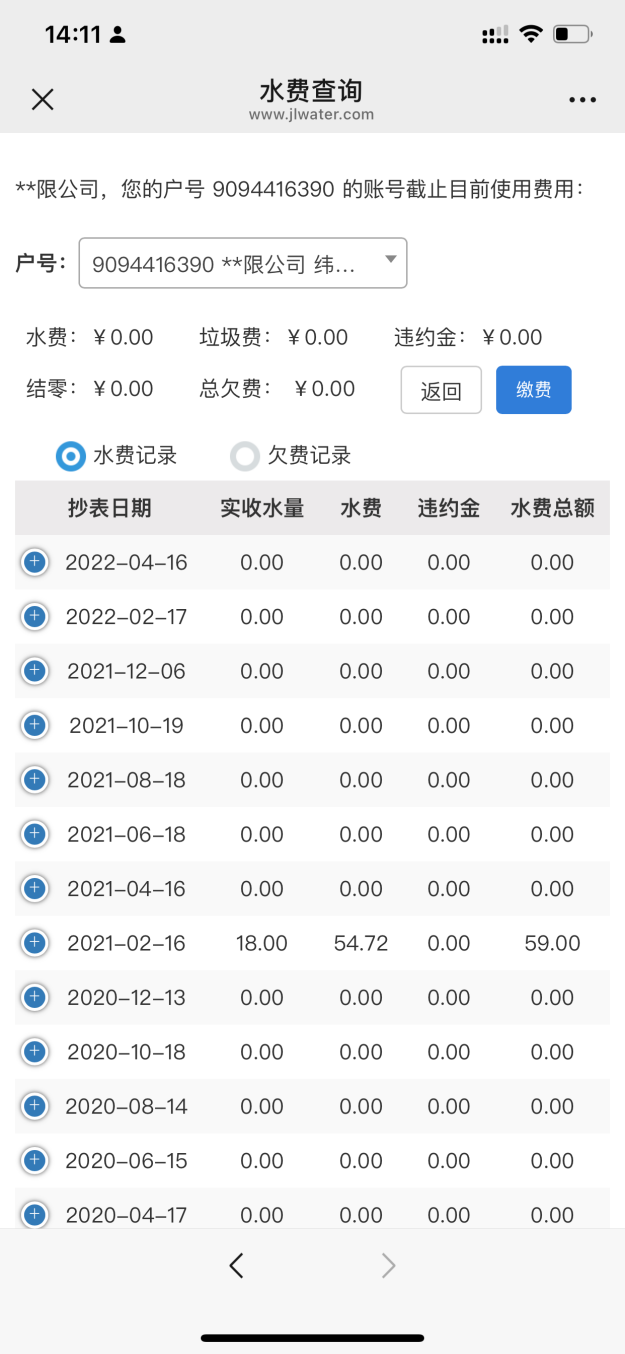 14:11
水费查询
www.jlwater.com
**限公司，您的户号 9094416390 的账号截止目前使用费用：
户号： 9094416390 **限公司 纬...
水费：￥0.00 垃圾费：￥0.00 违约金：￥0.00
结零：￥0.00 总欠费：￥0.00 返回 缴费
水费记录 欠费记录
抄表日期 实收水量 水费 违约金 水费总额
2022-04-16 0.00 0.00 0.00 0.00
2022-02-17 0.00 0.00 0.00 0.00
2021-12-06 0.00 0.00 0.00 0.00
2021-10-19 0.00 0.00 0.00 0.00
2021-08-18 0.00 0.00 0.00 0.00
2021-06-18 0.00 0.00 0.00 0.00
2021-04-16 0.00 0.00 0.00 0.00
2021-02-16 18.00 54.72 0.00 59.00
2020-12-13 0.00 0.00 0.00 0.00
2020-10-18 0.00 0.00 0.00 0.00
2020-08-14 0.00 0.00 0.00 0.00
2020-06-15 0.00 0.00 0.00 0.00
2020-04-17 0.00 0.00 0.00 0.00